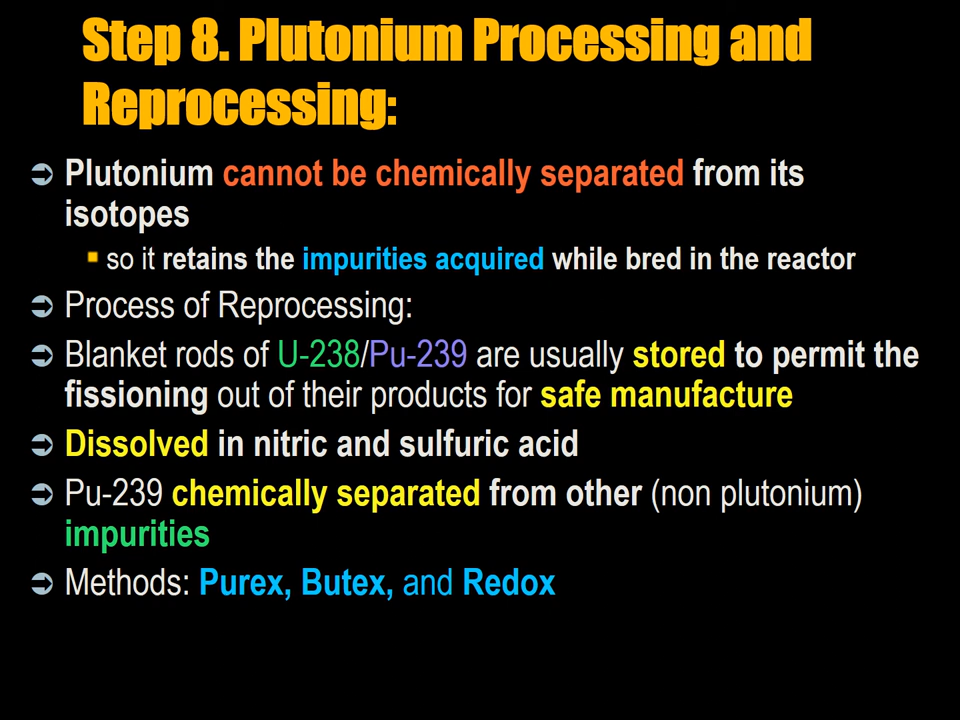 Step 8. Plutonium Processing and
Reprocessing:
Plutonium cannot be chemically separated from its
isotopes
so it retains the impurities acquired while bred in the reactor
Process of Reprocessing:
Blanket rods of U-238/Pu-239 are usually stored to permit the
fissioning out of their products for safe manufacture
Dissolved in nitric and sulfuric acid
Pu-239 chemically separated from other (non plutonium)
impurities
Methods: Purex, Butex, and Redox